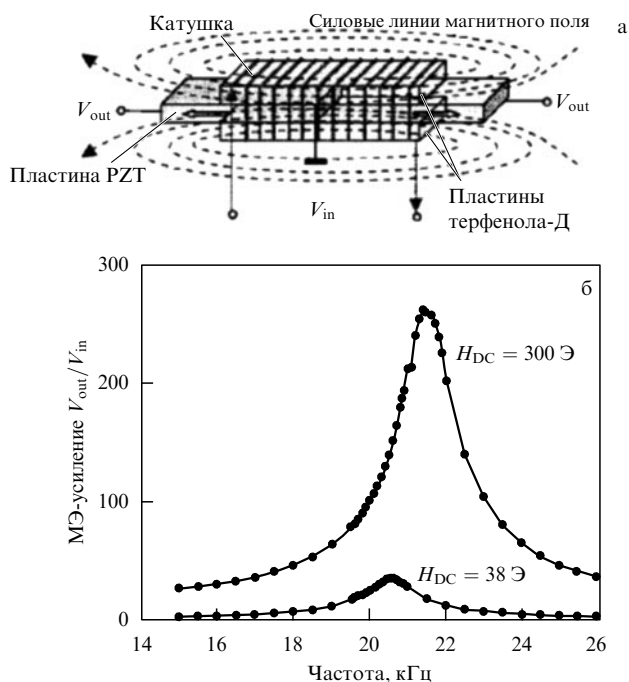 Силовые линии магнитного поля
а
Катушка
V_out
V_out
Пластина PZT
V_in
Пластины
терфенола-Д
300
б
H_DC = 300 Э
200
МЭ-усиление V_out/V_in
100
H_DC = 38 Э
0
14 16 18 20 22 24 26
Частота, кГц